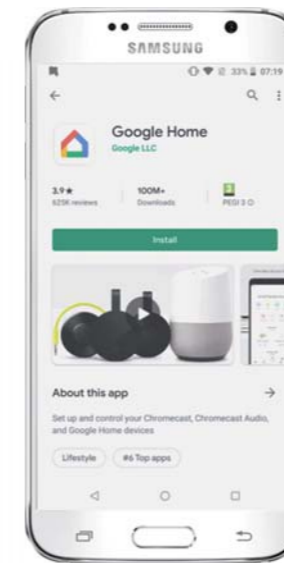 SAMSUNG
33% 07:19
Google Home
Google LLC
3.9★ 100M+ 3
625K reviews Downloads PEGI 3
Install
About this app
Set up and control your Chromecast, Chromecast Audio,
and Google Home devices
Lifestyle #6 Top apps